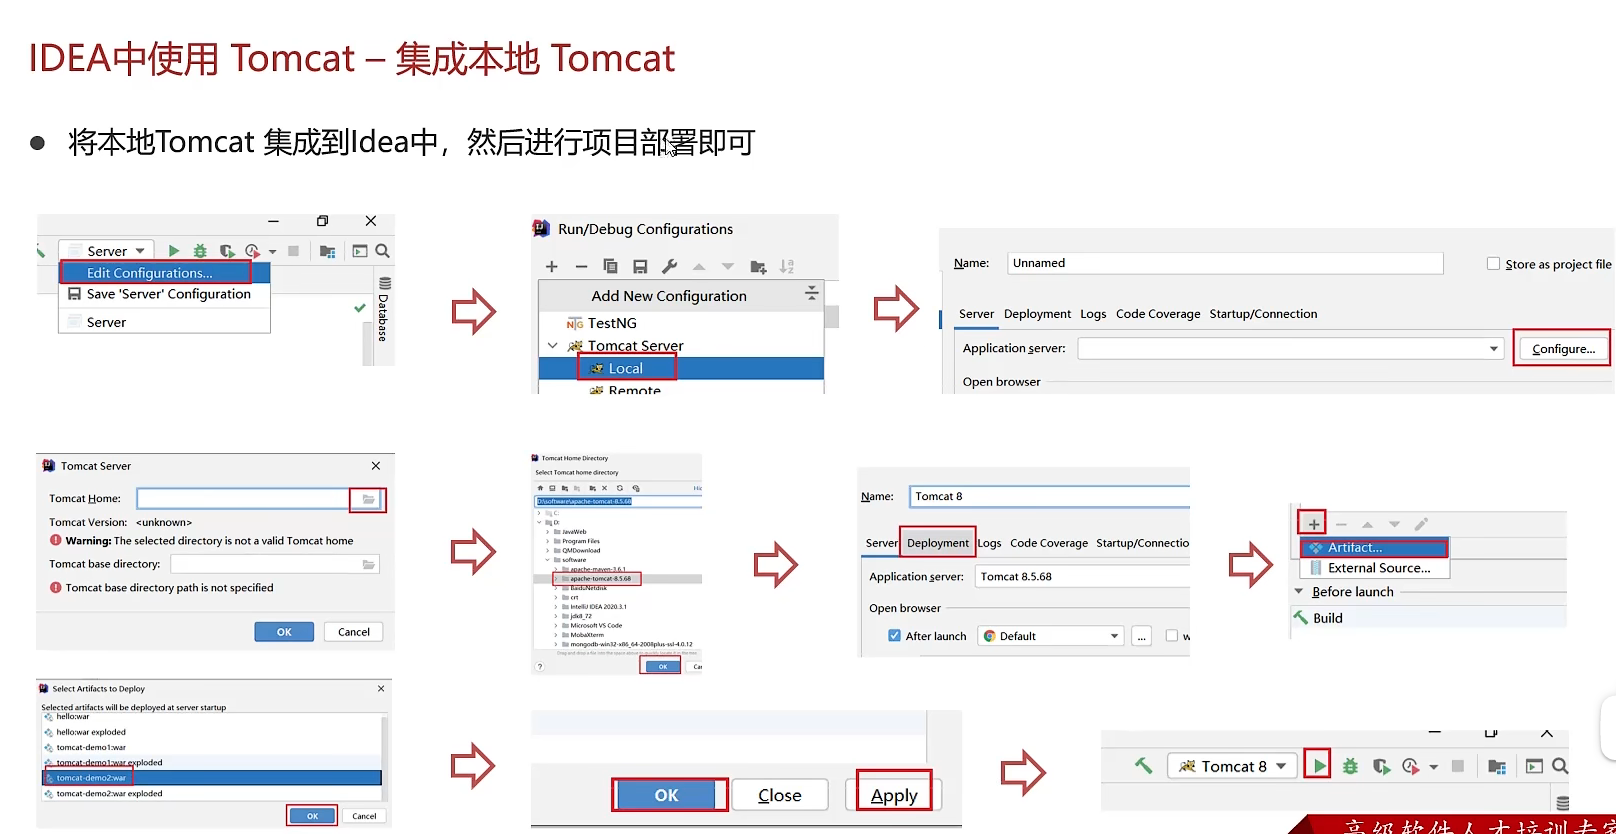 IDEA中使用 Tomcat – 集成本地 Tomcat
● 将本地Tomcat 集成到Idea中，然后进行项目部署即可
Server
Edit Configurations...
Save 'Server' Configuration
Server
Database
Run/Debug Configurations
Add New Configuration
TestNG
Tomcat Server
Local
Remote
Name: Unnamed
Store as project file
Server Deployment Logs Code Coverage Startup/Connection
Application server:
Configure...
Open browser
Tomcat Server
Tomcat Home:
Tomcat Version: <unknown>
Warning: The selected directory is not a valid Tomcat home
Tomcat base directory:
Tomcat base directory path is not specified
OK Cancel
Tomcat Home Directory
Select Tomcat home directory
D:\software\apache-tomcat-8.5.68
C:
D:
JavaWeb
Program Files
QMDownload
software
apache-maven-3.6.1
apache-tomcat-8.5.68
BaiduNetdisk
crt
IntelliJ IDEA 2020.3.1
jdk8_72
Microsoft VS Code
MobaXterm
mongodb-win32-x86_64-2008plus-ssl-4.0.12
OK
Name: Tomcat 8
Server Deployment Logs Code Coverage Startup/Connectio
Application server: Tomcat 8.5.68
Open browser
After launch Default ... w
Artifact...
External Source...
Before launch
Build
Select Artifacts to Deploy
Selected artifacts will be deployed at server startup
hello:war
hello:war exploded
tomcat-demo1:war
tomcat-demo1:war exploded
tomcat-demo2:war
tomcat-demo2:war exploded
OK Cancel
OK Close Apply
Tomcat 8
高级软件人才培训专家